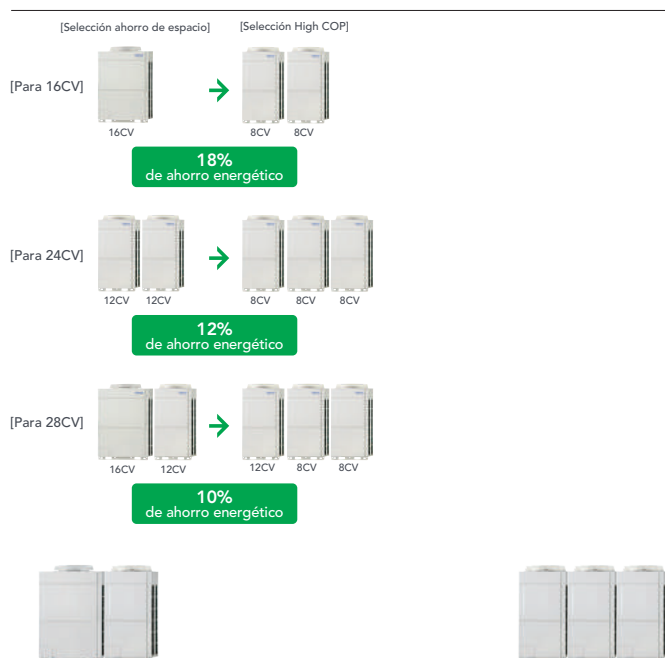 [Selección ahorro de espacio] [Selección High COP]
[Para 16CV]
16CV 8CV 8CV
18%
de ahorro energético
[Para 24CV]
12CV 12CV 8CV 8CV 8CV
12%
de ahorro energético
[Para 28CV]
16CV 12CV 12CV 8CV 8CV
10%
de ahorro energético